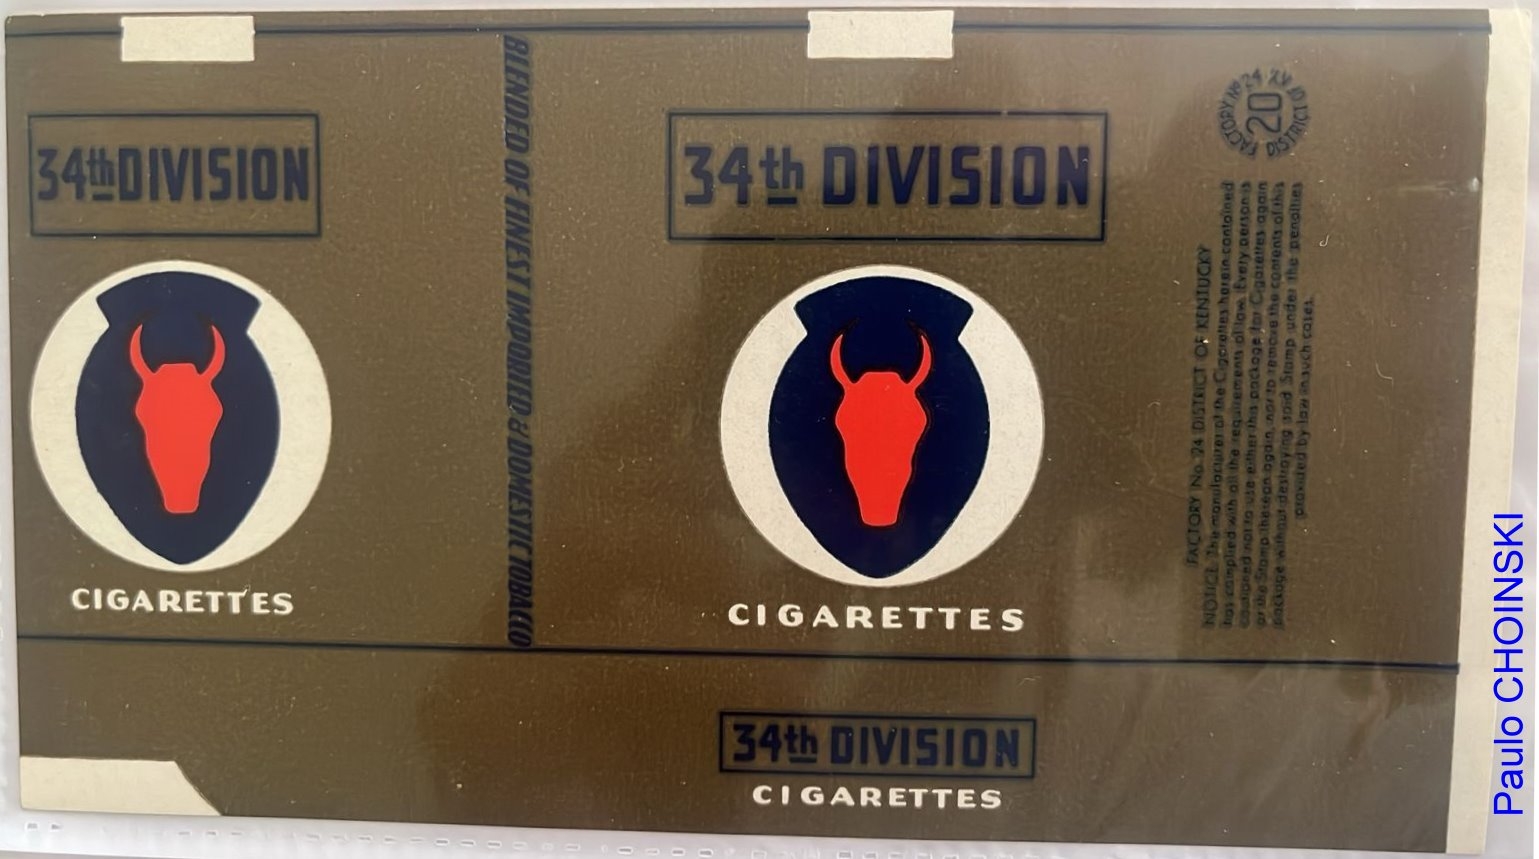 34th DIVISION
CIGARETTES
BLENDED OF FINEST IMPORTED & DOMESTIC TOBACCO
34th DIVISION
CIGARETTES
34th DIVISION
CIGARETTES
FACTORY Nº 24 DISTRICT OF KY.
20
FACTORY No. 24 DISTRICT OF KENTUCKY
NOTICE: The manufacturer of the Cigarettes herein contained
has complied with all the requirements of law. Every person is
cautioned not to use either this package for Cigarettes again
or the Stamp thereon again, nor to remove the contents of this
package without destroying said Stamp under the penalties
provided by law in such cases.
Paulo CHOINSKI